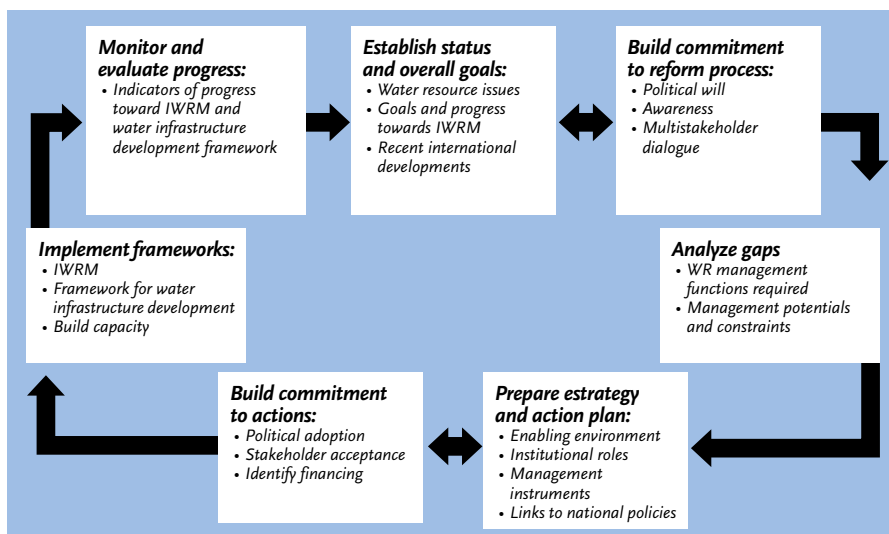 Monitor and
evaluate progress:
• Indicators of progress
toward IWRM and
water infrastructure
development framework
Establish status
and overall goals:
• Water resource issues
• Goals and progress
towards IWRM
• Recent international
developments
Build commitment
to reform process:
• Political will
• Awareness
• Multistakeholder
dialogue
Analyze gaps
• WR management
functions required
• Management potentials
and constraints
Prepare estrategy
and action plan:
• Enabling environment
• Institutional roles
• Management
instruments
• Links to national policies
Build commitment
to actions:
• Political adoption
• Stakeholder acceptance
• Identify financing
Implement frameworks:
• IWRM
• Framework for water
infrastructure development
• Build capacity